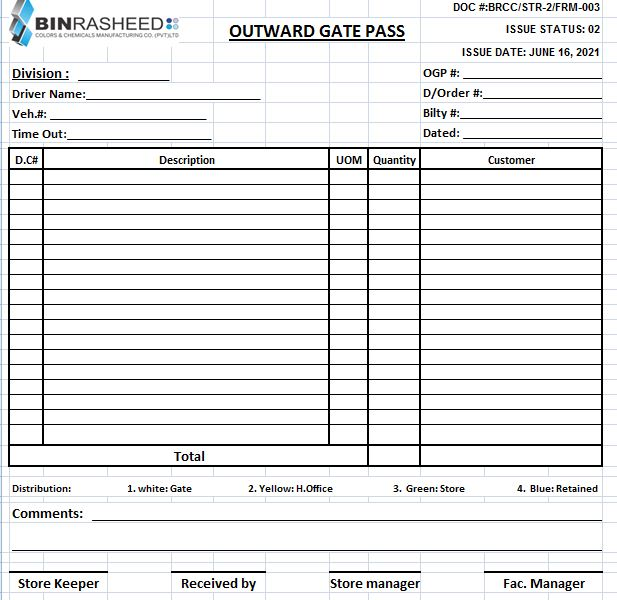 BINRASHEED
COLORS & CHEMICALS MANUFACTURING CO. (PVT)LTD
OUTWARD GATE PASS
DOC #:BRCC/STR-2/FRM-003
ISSUE STATUS: 02
ISSUE DATE: JUNE 16, 2021
Division :
OGP #:
Driver Name:
D/Order #:
Veh.#:
Bilty #:
Time Out:
Dated:
D.C# Description UOM Quantity Customer
Total
Distribution: 1. white: Gate 2. Yellow: H.Office 3. Green: Store 4. Blue: Retained
Comments:
Store Keeper Received by Store manager Fac. Manager